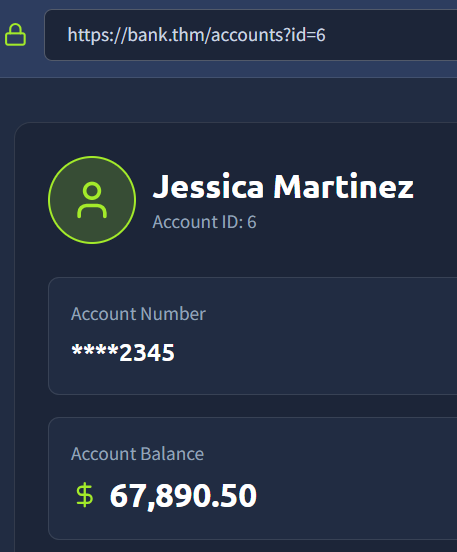 https://bank.thm/accounts?id=6
Jessica Martinez
Account ID: 6
Account Number
****2345
Account Balance
$ 67,890.50